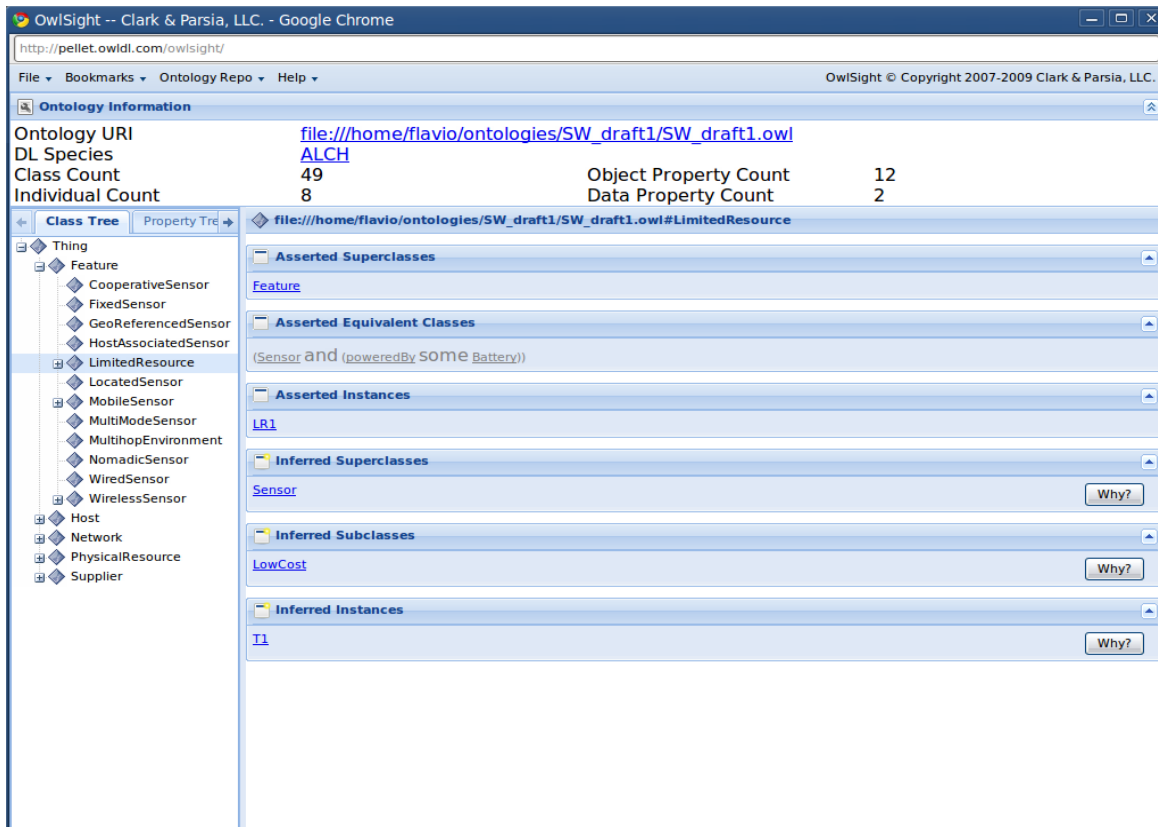 OwlSight -- Clark & Parsia, LLC. - Google Chrome
http://pellet.owldl.com/owlsight/
File Bookmarks Ontology Repo Help OwlSight © Copyright 2007-2009 Clark & Parsia, LLC.
Ontology Information
Ontology URI file:///home/flavio/ontologies/SW_draft1/SW_draft1.owl
DL Species ALCH
Class Count 49 Object Property Count 12
Individual Count 8 Data Property Count 2
Class Tree Property Tre
Thing
Feature
CooperativeSensor
FixedSensor
GeoReferencedSensor
HostAssociatedSensor
LimitedResource
LocatedSensor
MobileSensor
MultiModeSensor
MultihopEnvironment
NomadicSensor
WiredSensor
WirelessSensor
Host
Network
PhysicalResource
Supplier
file:///home/flavio/ontologies/SW_draft1/SW_draft1.owl#LimitedResource
Asserted Superclasses
Feature
Asserted Equivalent Classes
(Sensor and (poweredBy some Battery))
Asserted Instances
LR1
Inferred Superclasses
Sensor Why?
Inferred Subclasses
LowCost Why?
Inferred Instances
T1 Why?